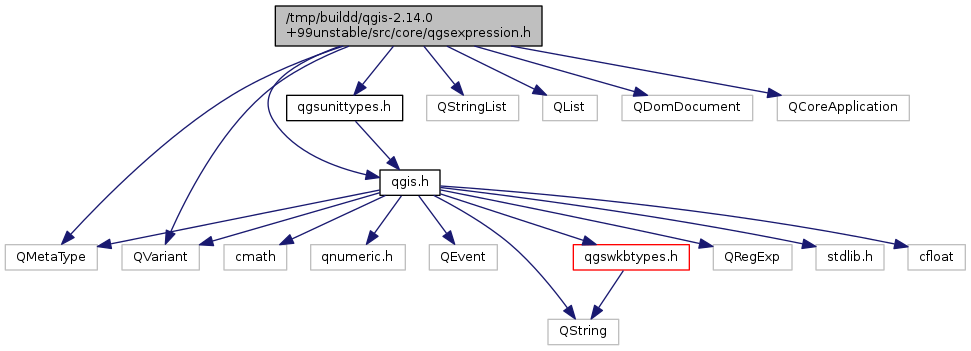 /tmp/buildd/qgis-2.14.0
+99unstable/src/core/qgsexpression.h
qgsunittypes.h
QStringList
QList
QDomDocument
QCoreApplication
qgis.h
QMetaType
QVariant
cmath
qnumeric.h
QEvent
qgswkbtypes.h
QRegExp
stdlib.h
cfloat
QString